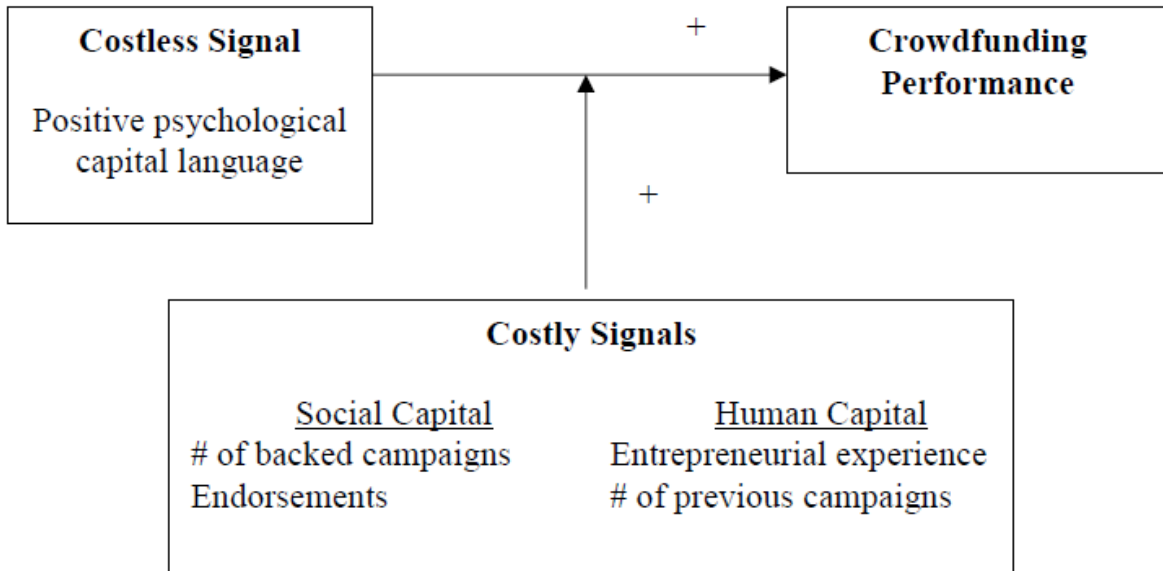 Costless Signal
Positive psychological
capital language
+
Crowdfunding
Performance
+
Costly Signals
Social Capital
# of backed campaigns
Endorsements
Human Capital
Entrepreneurial experience
# of previous campaigns